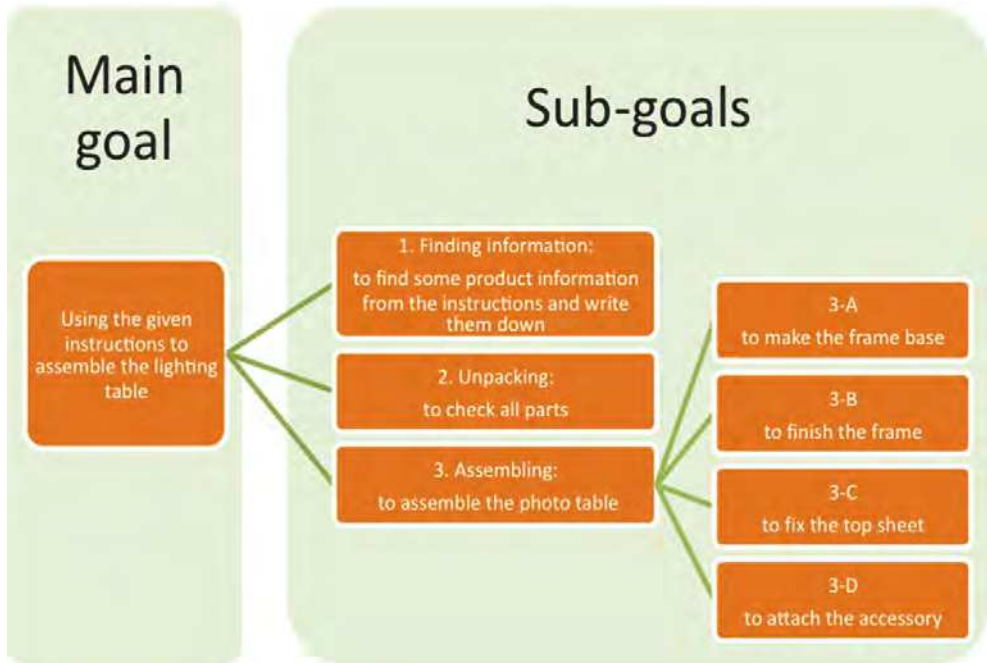 Main
goal
Sub-goals
Using the given
instructions to
assemble the lighting
table
1. Finding information:
to find some product information
from the instructions and write
them down
2. Unpacking:
to check all parts
3. Assembling:
to assemble the photo table
3-A
to make the frame base
3-B
to finish the frame
3-C
to fix the top sheet
3-D
to attach the accessory